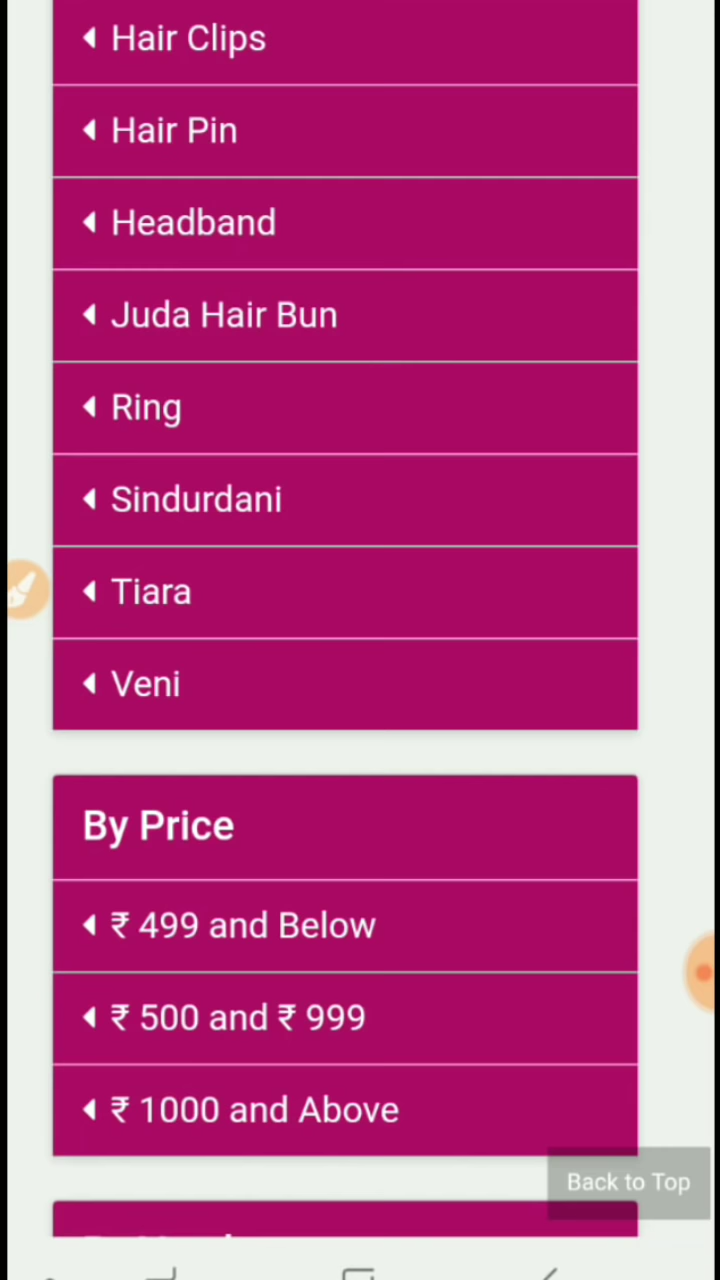 Hair Clips
Hair Pin
Headband
Juda Hair Bun
Ring
Sindurdani
Tiara
Veni
By Price
₹ 499 and Below
₹ 500 and ₹ 999
₹ 1000 and Above
Back to Top